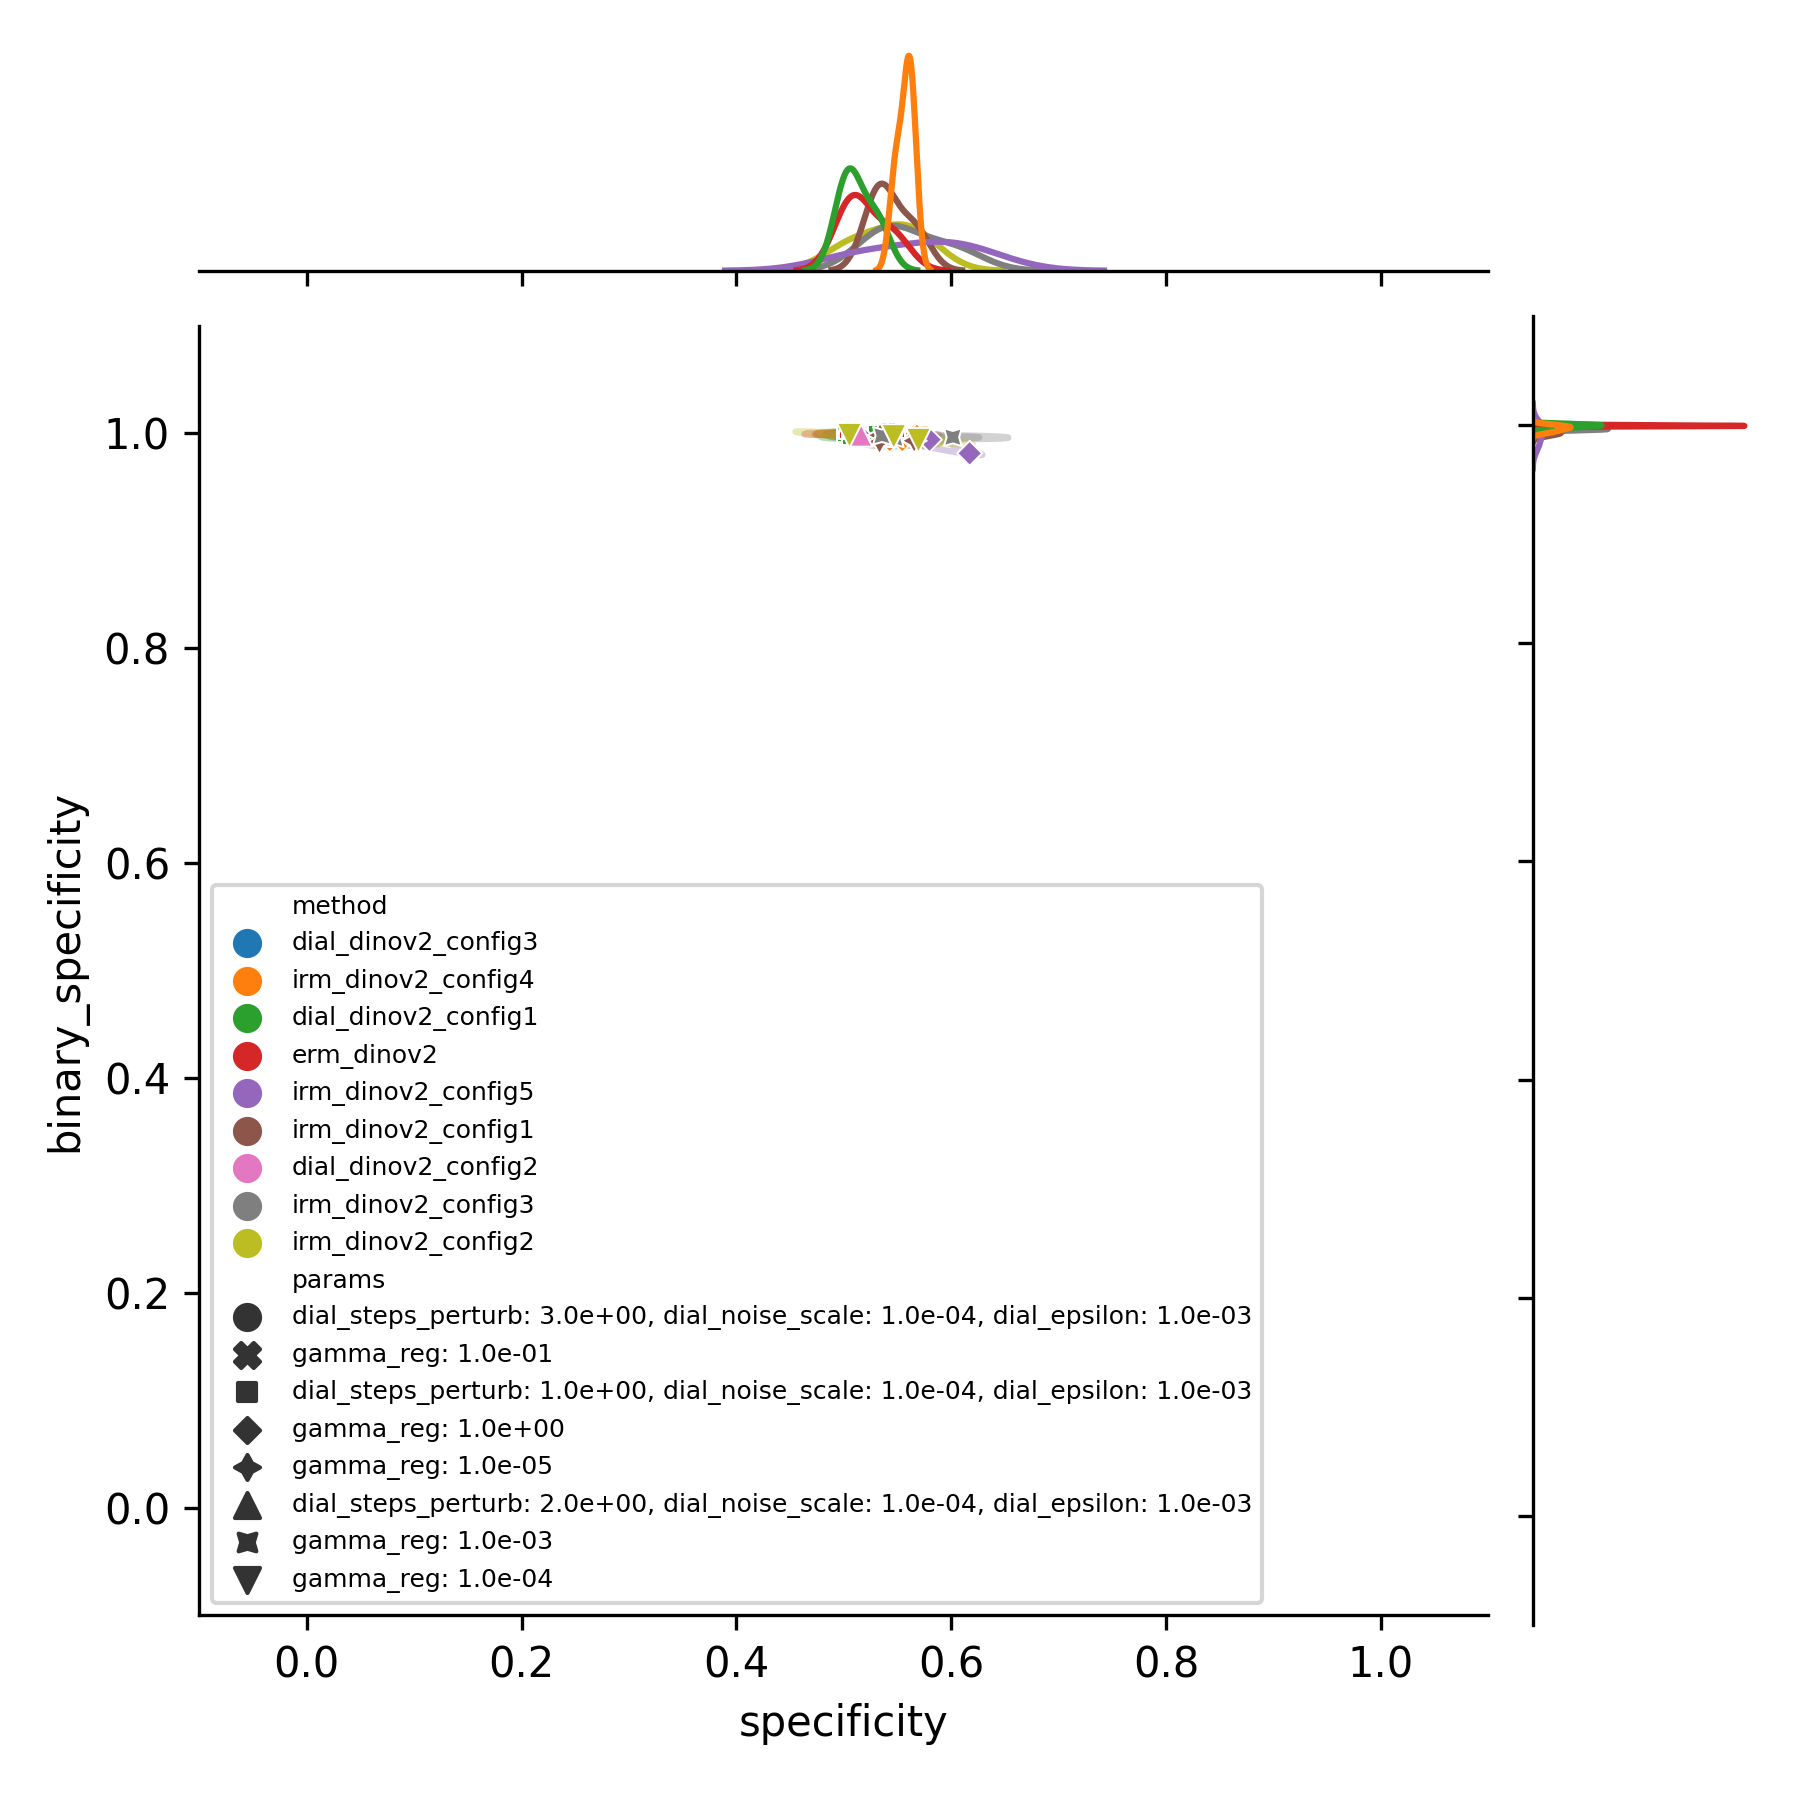 1.0
0.8
0.6
0.4
0.2
0.0
binary_specificity
method
dial_dinov2_config3
irm_dinov2_config4
dial_dinov2_config1
erm_dinov2
irm_dinov2_config5
irm_dinov2_config1
dial_dinov2_config2
irm_dinov2_config3
irm_dinov2_config2
params
dial_steps_perturb: 3.0e+00, dial_noise_scale: 1.0e-04, dial_epsilon: 1.0e-03
gamma_reg: 1.0e-01
dial_steps_perturb: 1.0e+00, dial_noise_scale: 1.0e-04, dial_epsilon: 1.0e-03
gamma_reg: 1.0e+00
gamma_reg: 1.0e-05
dial_steps_perturb: 2.0e+00, dial_noise_scale: 1.0e-04, dial_epsilon: 1.0e-03
gamma_reg: 1.0e-03
gamma_reg: 1.0e-04
0.0 0.2 0.4 0.6 0.8 1.0
specificity